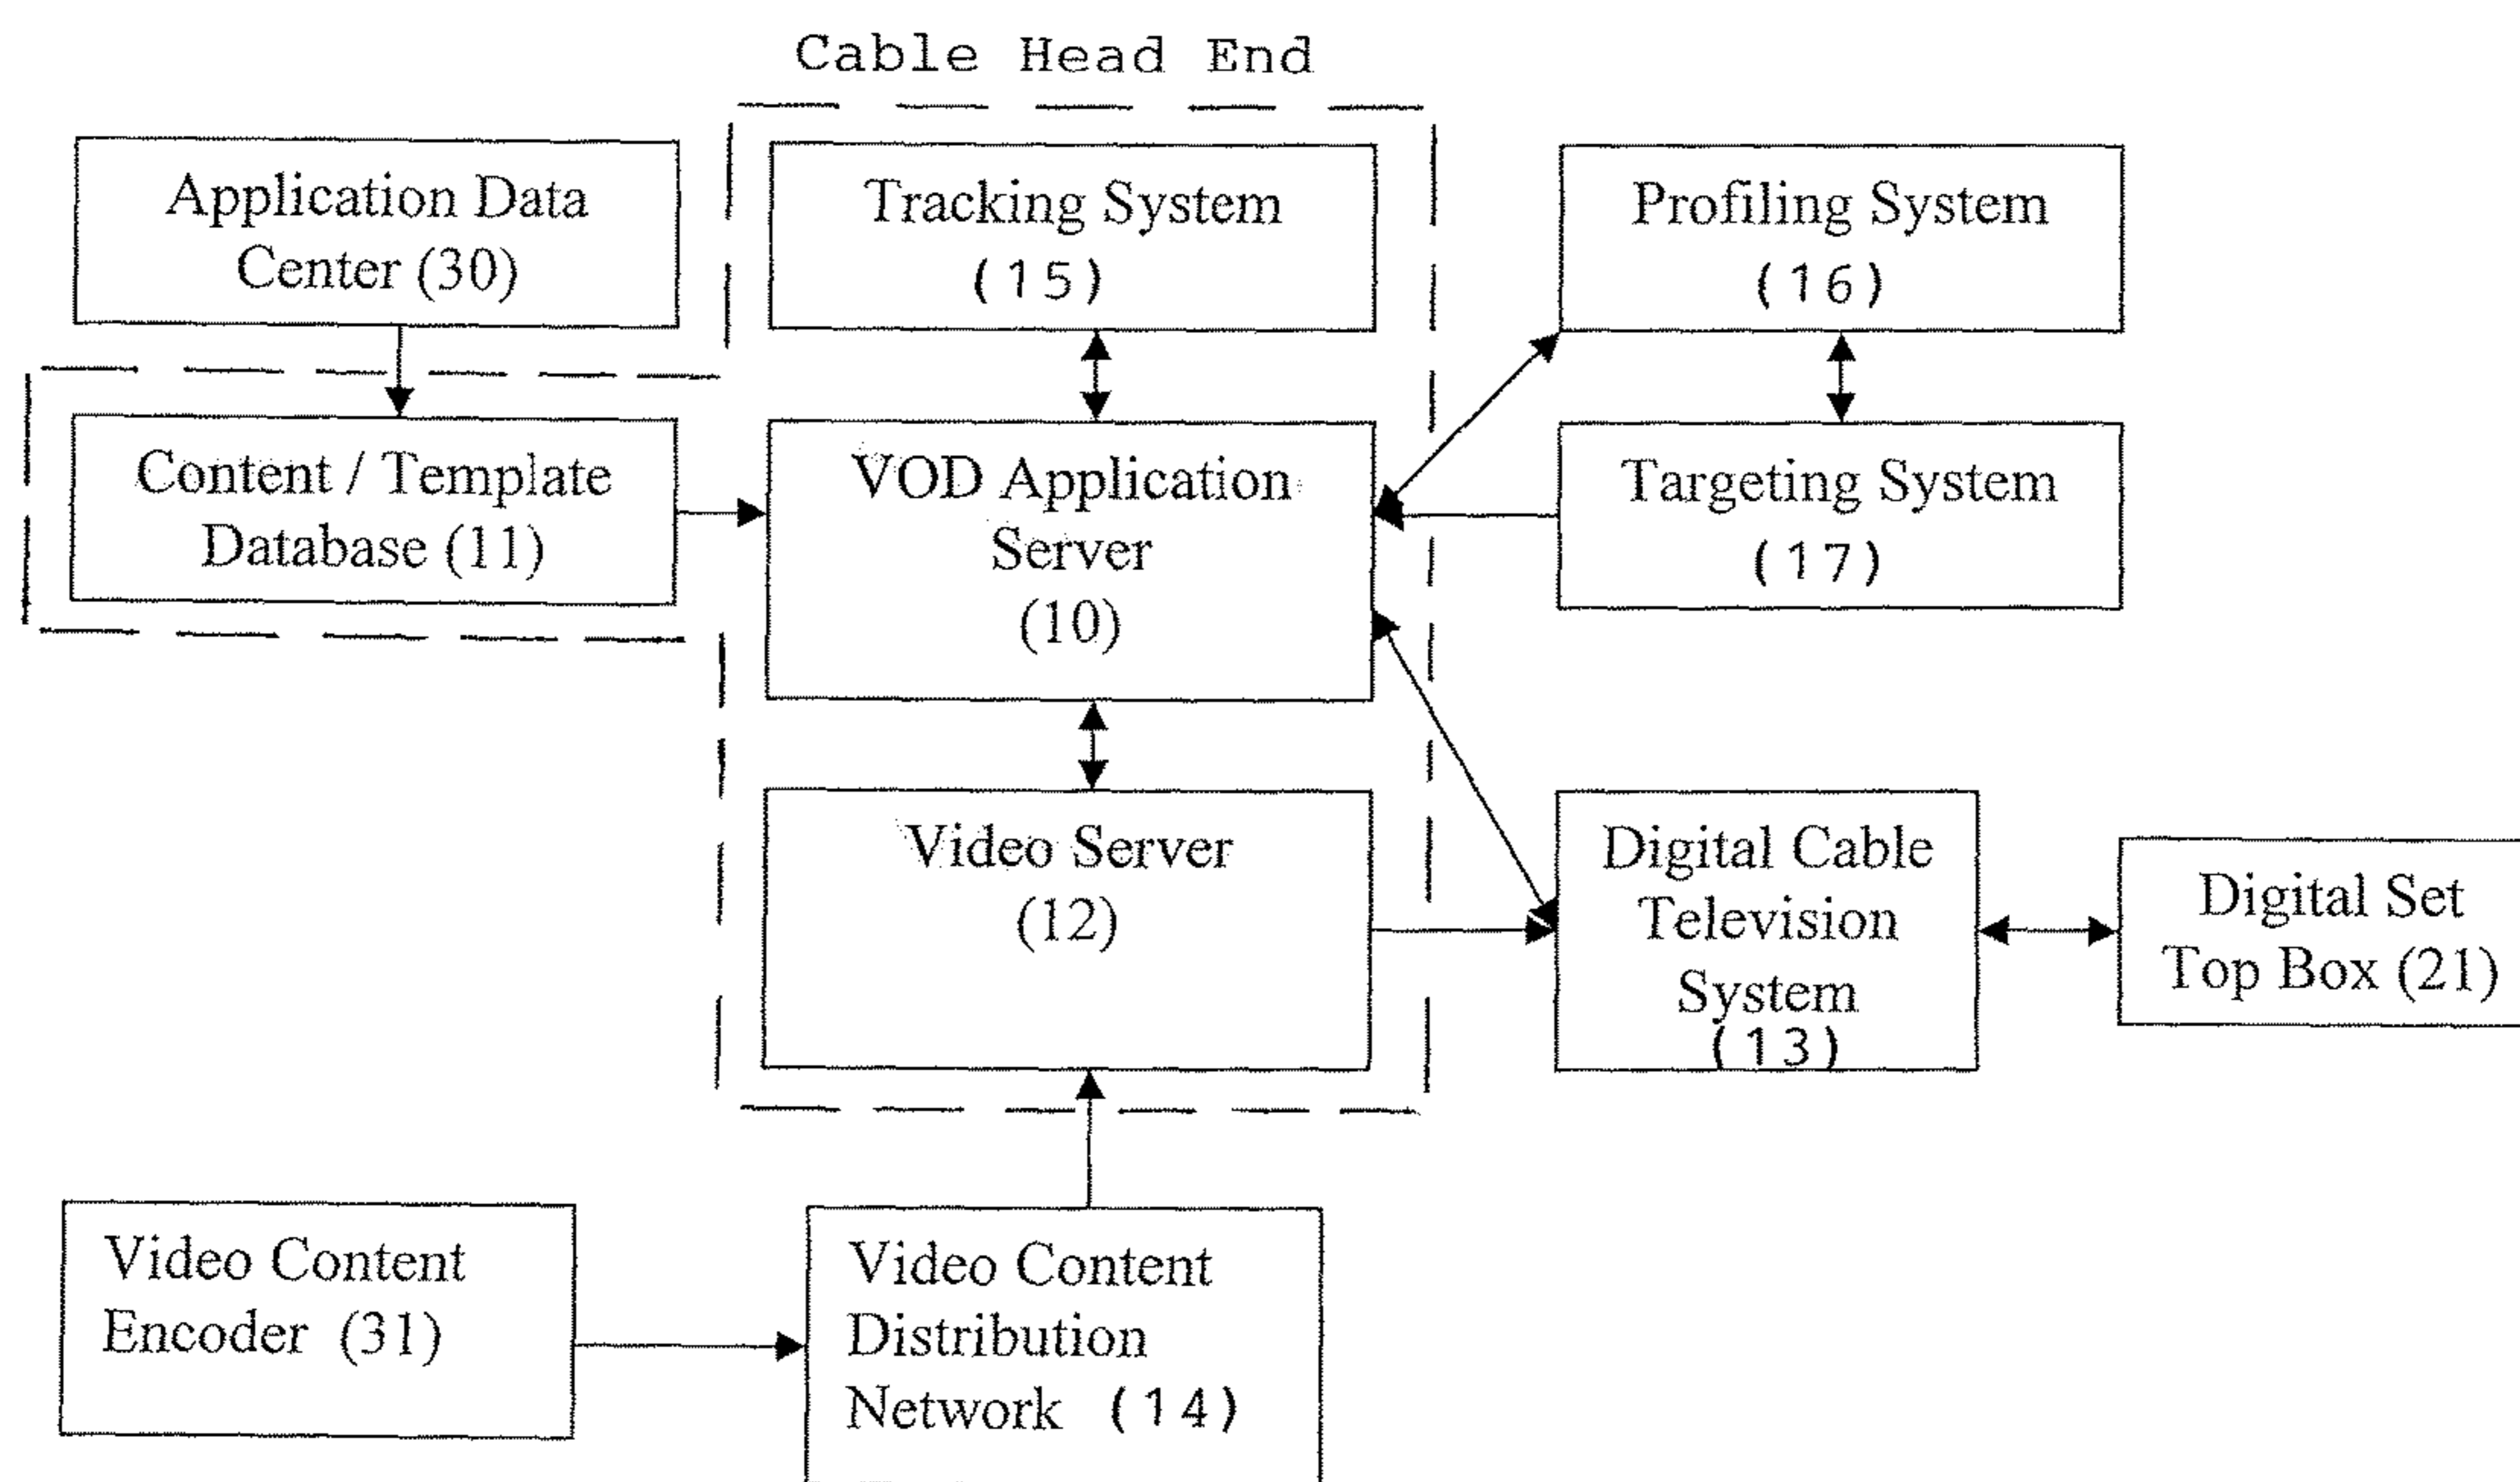 Cable Head End
Application Data
Center (30)
Tracking System
(15)
Profiling System
(16)
Content / Template
Database (11)
VOD Application
Server
(10)
Targeting System
(17)
Video Server
(12)
Digital Cable
Television
System
(13)
Digital Set
Top Box (21)
Video Content
Encoder (31)
Video Content
Distribution
Network (14)